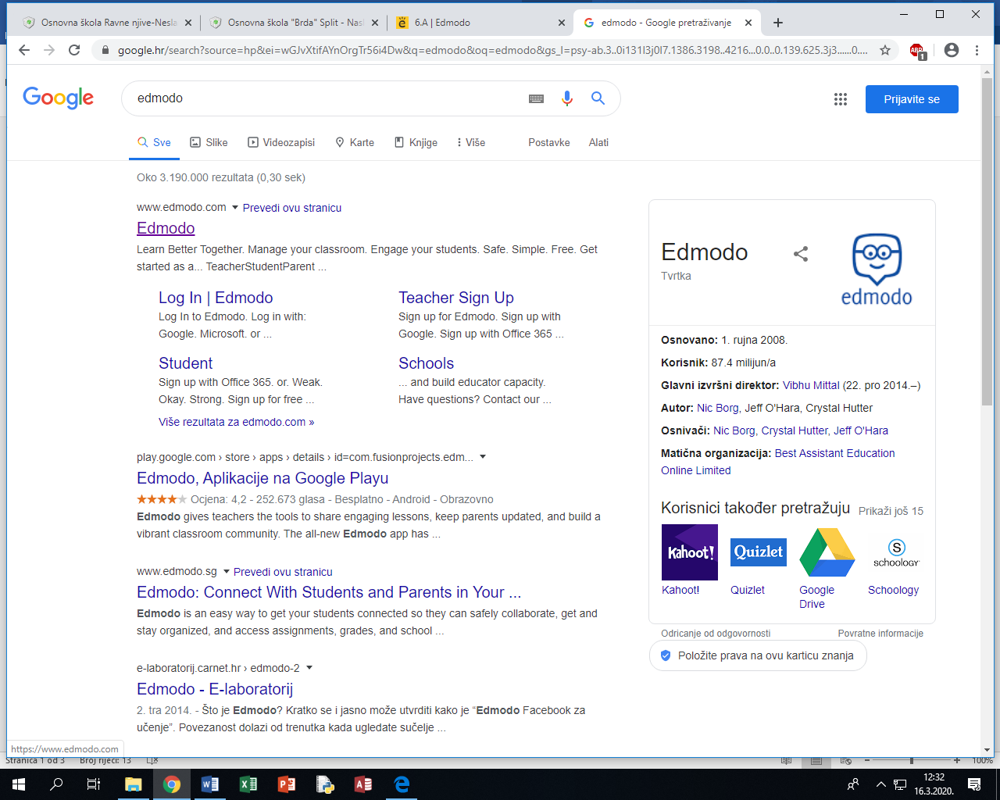 Osnovna škola Ravne njive-Nesla
Osnovna škola "Brda" Split - Nasl
6.A | Edmodo
edmodo - Google pretraživanje
google.hr/search?source=hp&ei=wGJvXtifAYnOrgTr56i4Dw&q=edmodo&oq=edmodo&gs_l=psy-ab.3..0i131l3j0l7.1386.3198..4216...0.0..0.139.625.3j3......0....
ABP
1
Google
edmodo
Prijavite se
Sve Slike Videozapisi Karte Knjige Više Postavke Alati
Oko 3.190.000 rezultata (0,30 sek)
www.edmodo.com Prevedi ovu stranicu
Edmodo
Learn Better Together. Manage your classroom. Engage your students. Safe. Simple. Free. Get
started as a... TeacherStudentParent ...
Log In | Edmodo
Log In to Edmodo. Log in with:
Google. Microsoft. or ...
Teacher Sign Up
Sign up for Edmodo. Sign up with
Google. Sign up with Office 365 ...
Student
Sign up with Office 365. or. Weak.
Okay. Strong. Sign up for free ...
Schools
... and build educator capacity.
Have questions? Contact our ...
Više rezultata za edmodo.com »
play.google.com › store › apps › details › id=com.fusionprojects.edm...
Edmodo, Aplikacije na Google Playu
Ocjena: 4,2 - 252.673 glasa - Besplatno - Android - Obrazovno
Edmodo gives teachers the tools to share engaging lessons, keep parents updated, and build a
vibrant classroom community. The all-new Edmodo app has ...
www.edmodo.sg Prevedi ovu stranicu
Edmodo: Connect With Students and Parents in Your ...
Edmodo is an easy way to get your students connected so they can safely collaborate, get and
stay organized, and access assignments, grades, and school ...
e-laboratorij.carnet.hr › edmodo-2
Edmodo - E-laboratorij
2. tra 2014. - Što je Edmodo? Kratko se i jasno može utvrditi kako je “Edmodo Facebook za
učenje”. Povezanost dolazi od trenutka kada ugledate sučelje ...
Edmodo
Tvrtka
edmodo
Osnovano: 1. rujna 2008.
Korisnik: 87.4 milijun/a
Glavni izvršni direktor: Vibhu Mittal (22. pro 2014.–)
Autor: Nic Borg, Jeff O'Hara, Crystal Hutter
Osnivači: Nic Borg, Crystal Hutter, Jeff O'Hara
Matična organizacija: Best Assistant Education
Online Limited
Korisnici također pretražuju Prikaži još 15
Kahoot!
Quizlet
S
schoology
Kahoot!
Quizlet
Google
Drive
Schoology
Odricanje od odgovornosti Povratne informacije
Položite prava na ovu karticu znanja
https://www.edmodo.com
Stranica 1 od 3 Broj riječi: 13
100%
12:32
16.3.2020.